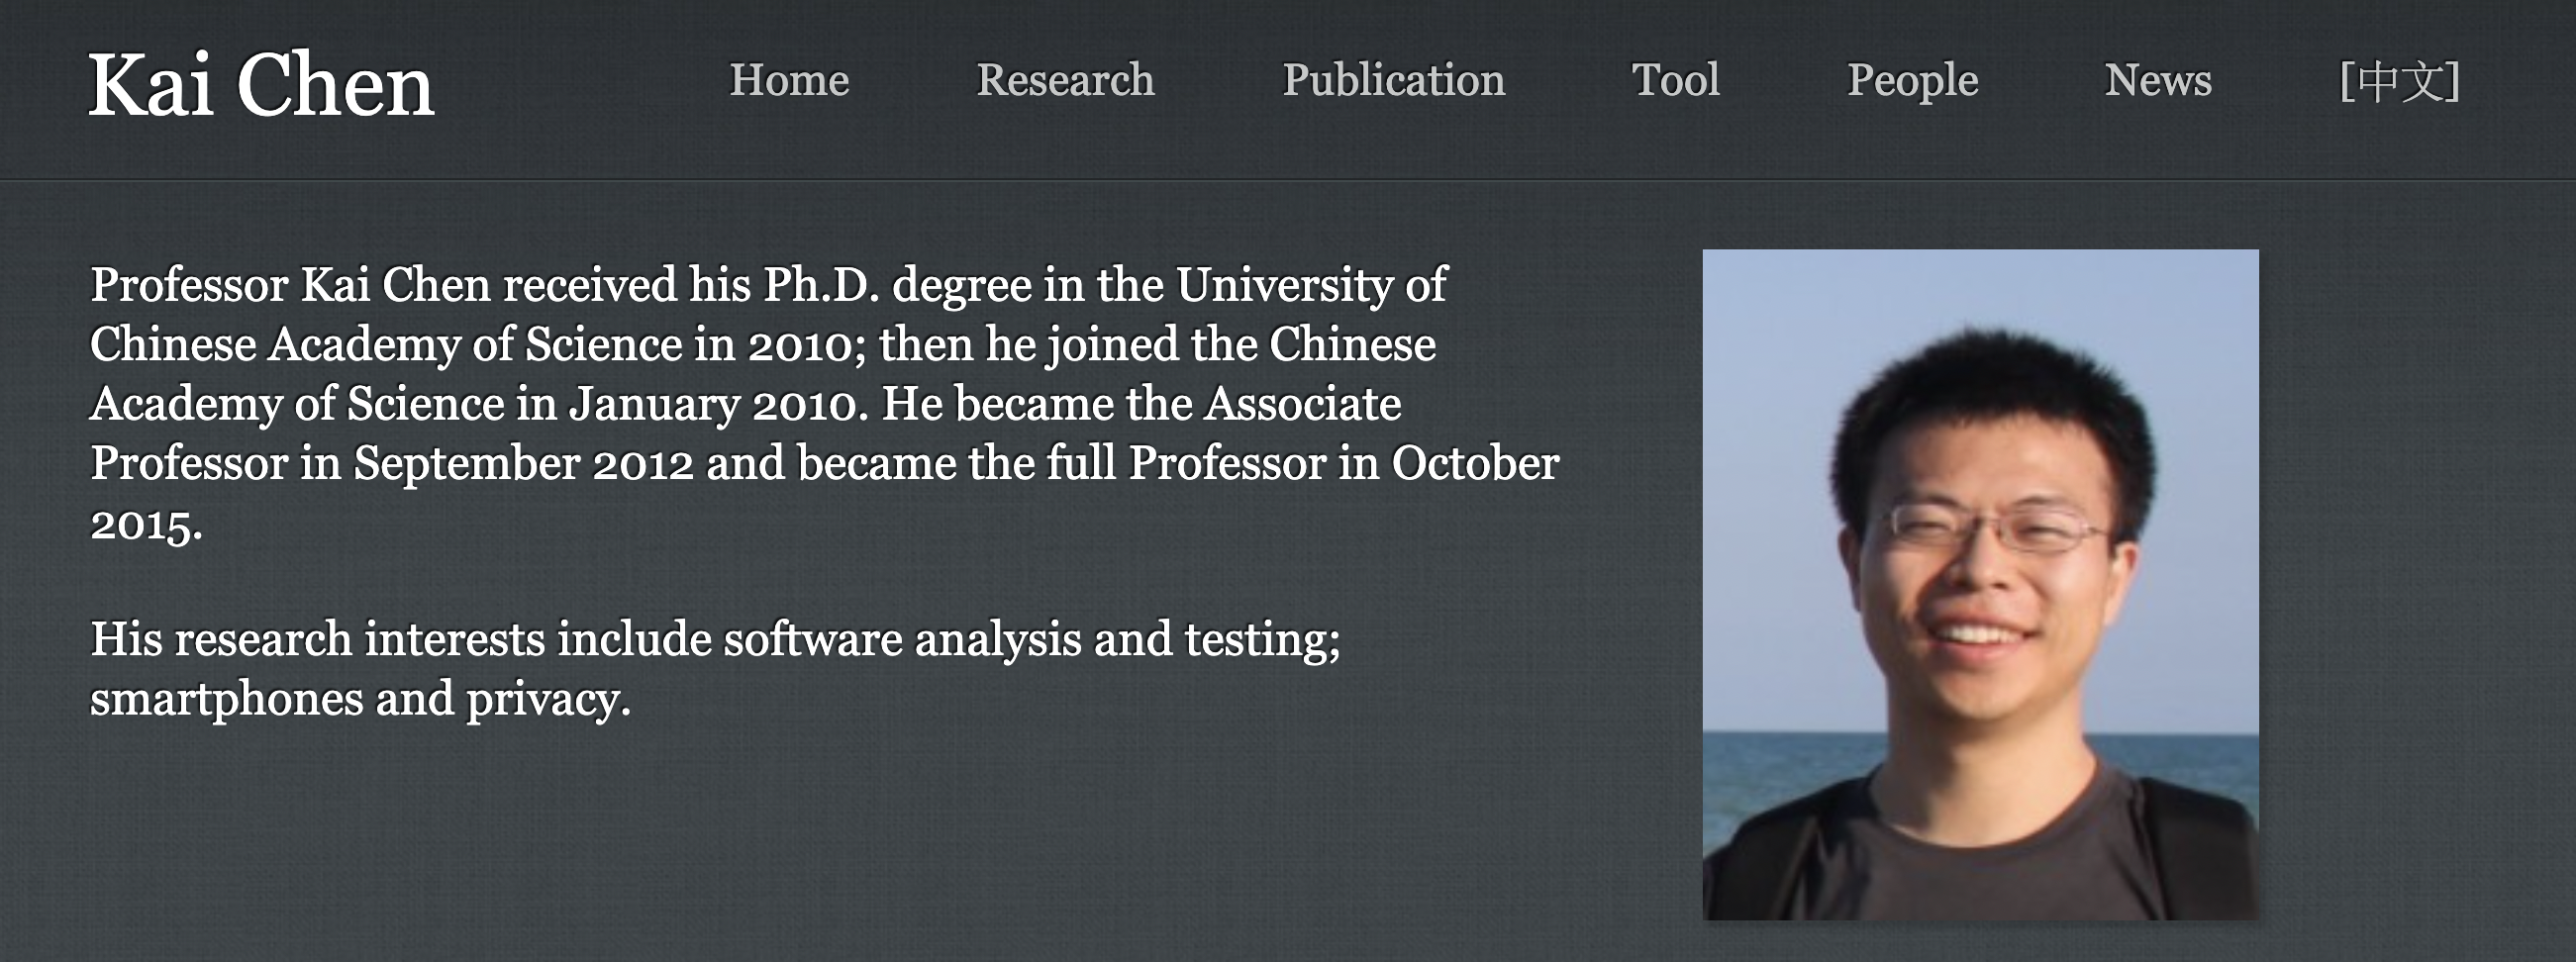 Kai Chen
Home Research Publication Tool People News [中文]
Professor Kai Chen received his Ph.D. degree in the University of
Chinese Academy of Science in 2010; then he joined the Chinese
Academy of Science in January 2010. He became the Associate
Professor in September 2012 and became the full Professor in October
2015.
His research interests include software analysis and testing;
smartphones and privacy.